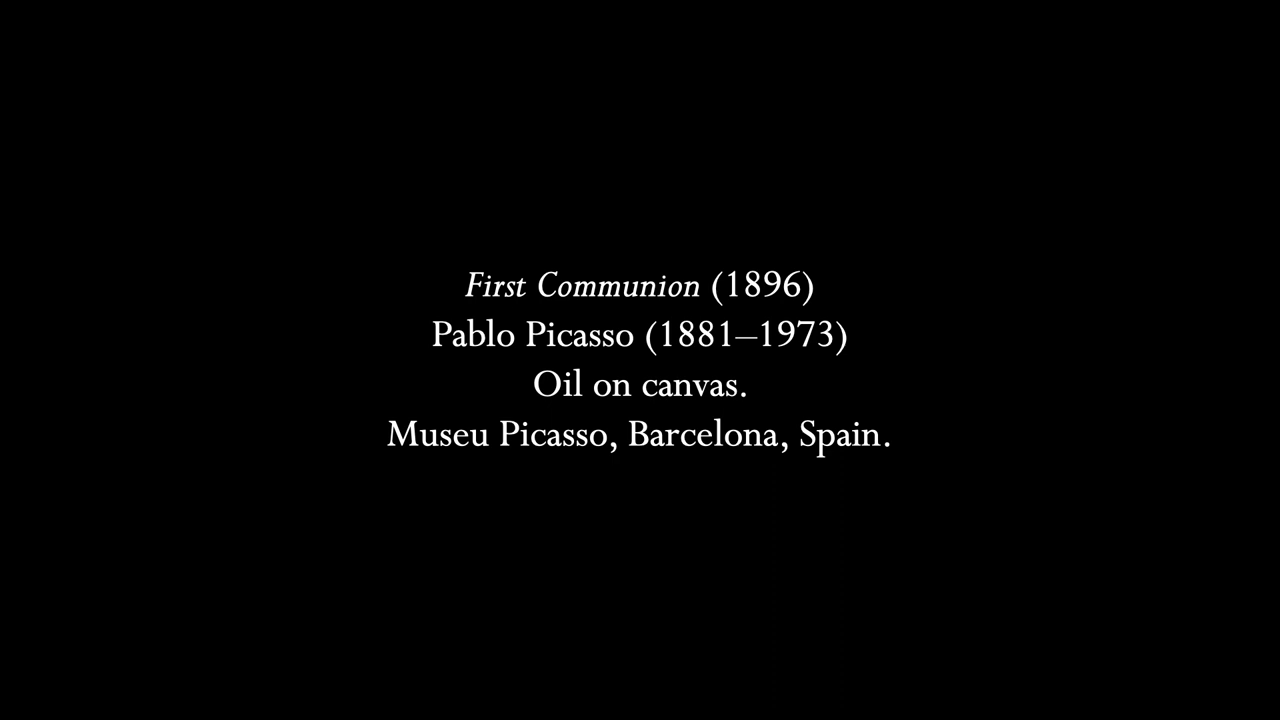 First Communion (1896)
Pablo Picasso (1881–1973)
Oil on canvas.
Museu Picasso, Barcelona, Spain.